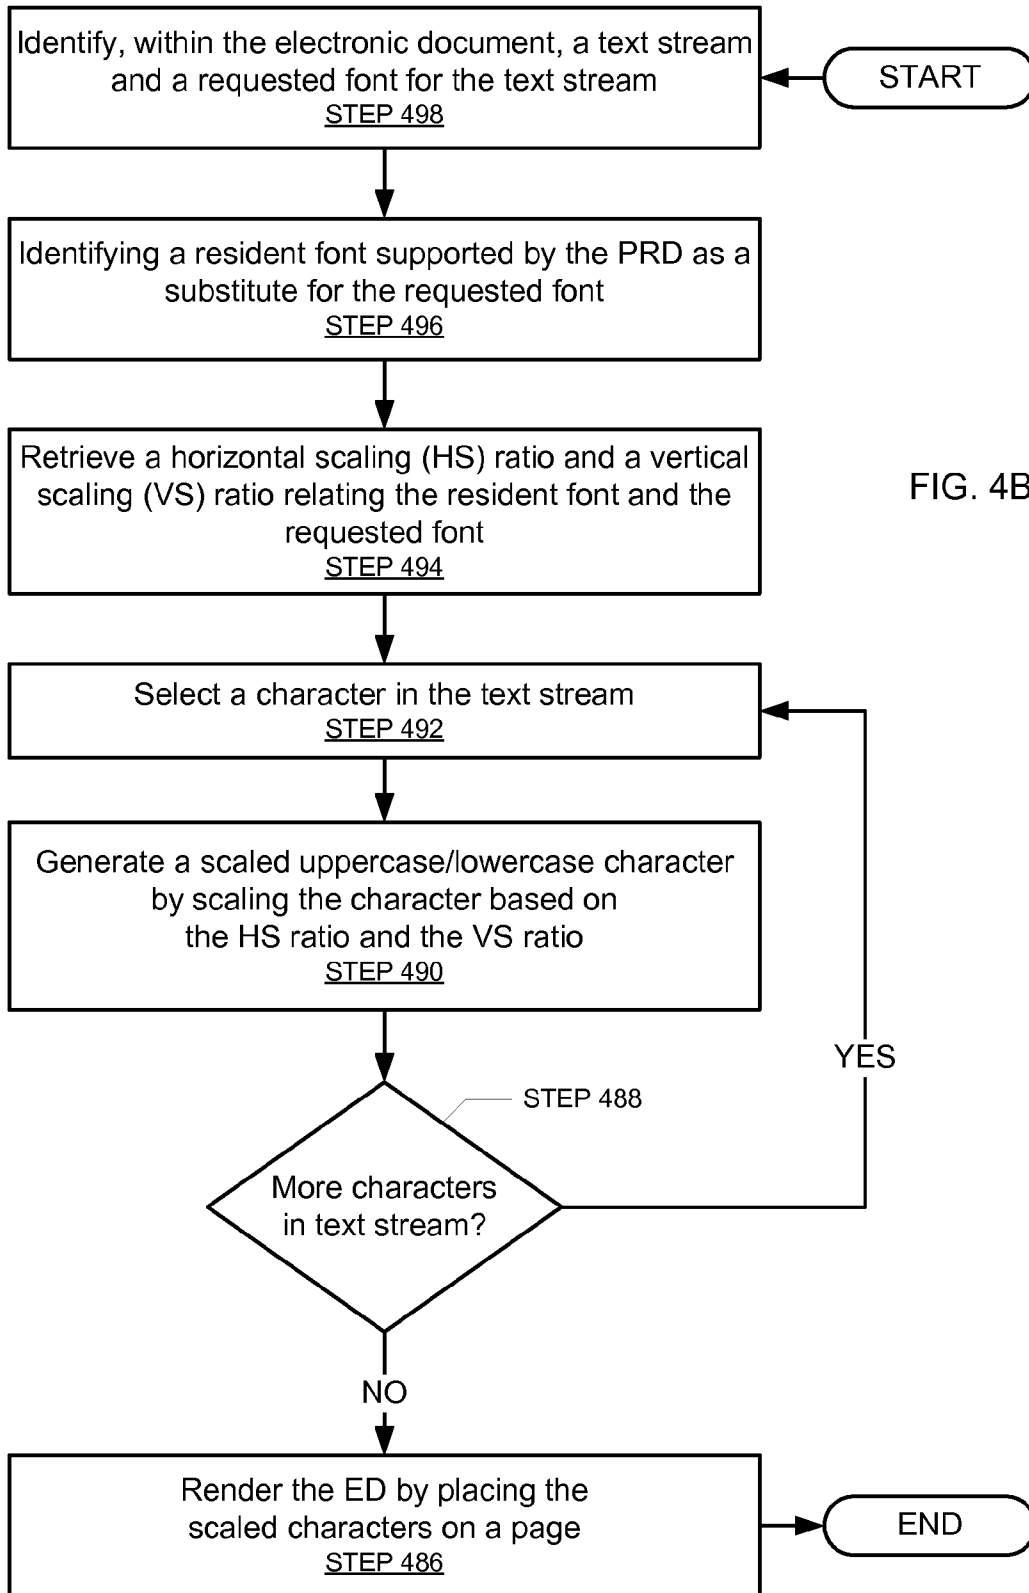 Identify, within the electronic document, a text stream
and a requested font for the text stream
STEP 498
START
Identifying a resident font supported by the PRD as a
substitute for the requested font
STEP 496
Retrieve a horizontal scaling (HS) ratio and a vertical
scaling (VS) ratio relating the resident font and the
requested font
STEP 494
FIG. 4B
Select a character in the text stream
STEP 492
Generate a scaled uppercase/lowercase character
by scaling the character based on
the HS ratio and the VS ratio
STEP 490
YES
STEP 488
More characters
in text stream?
NO
Render the ED by placing the
scaled characters on a page
STEP 486
END